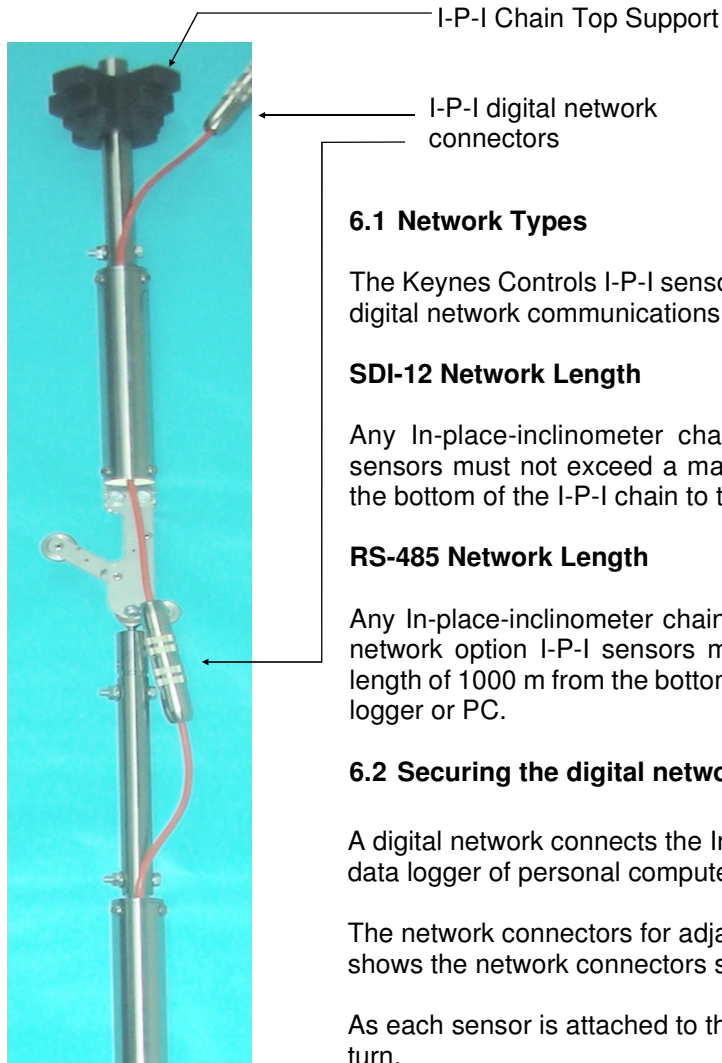 I-P-I Chain Top Support
I-P-I digital network
connectors
6.1 Network Types
The Keynes Controls I-P-I senso
digital network communications
SDI-12 Network Length
Any In-place-inclinometer cha
sensors must not exceed a ma
the bottom of the I-P-I chain to t
RS-485 Network Length
Any In-place-inclinometer chain
network option I-P-I sensors m
length of 1000 m from the bottom
logger or PC.
6.2 Securing the digital netwo
A digital network connects the In
data logger of personal compute
The network connectors for adja
shows the network connectors s
As each sensor is attached to th
turn.